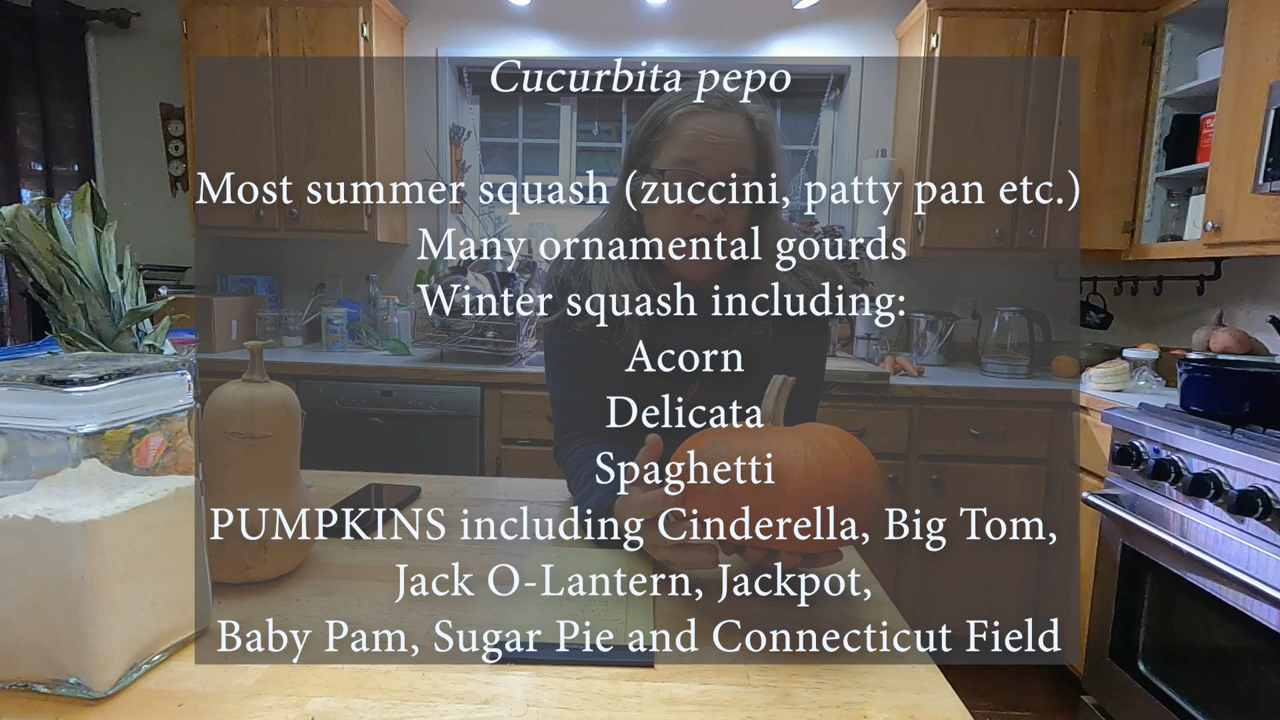 Cucurbita pepo
Most summer squash (zuccini, patty pan etc.)
Many ornamental gourds
Winter squash including:
Acorn
Delicata
Spaghetti
PUMPKINS including Cinderella, Big Tom,
Jack O-Lantern, Jackpot,
Baby Pam, Sugar Pie and Connecticut Field